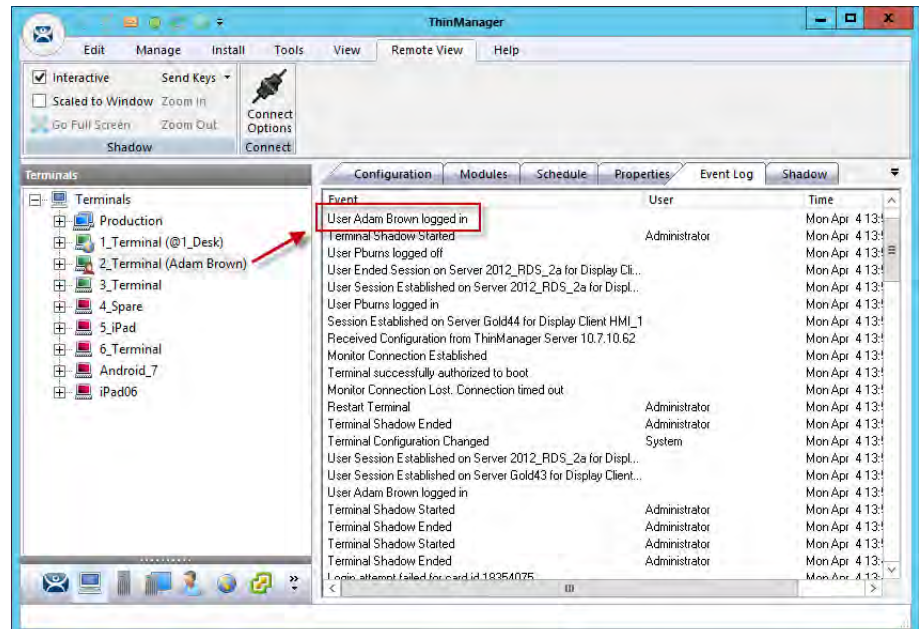 ThinManager
Edit Manage Install Tools View Remote View Help
Interactive Send Keys
Scaled to Window Zoom In
Go Full Screen Zoom Out
Connect Options
Shadow Connect
Terminals
Configuration Modules Schedule Properties Event Log Shadow
Terminals
Production
1_Terminal (@1_Desk)
2_Terminal (Adam Brown)
3_Terminal
4_Spare
5_iPad
6_Terminal
Android_7
iPad06
Event User Time
User Adam Brown logged in Mon Apr 4 13:
Terminal Shadow Started Administrator Mon Apr 4 13:
User Pburns logged off Mon Apr 4 13:
User Ended Session on Server 2012_RDS_2a for Display Cli... Mon Apr 4 13:
User Session Established on Server 2012_RDS_2a for Displ... Mon Apr 4 13:
User Pburns logged in Mon Apr 4 13:
Session Established on Server Gold44 for Display Client HMI_1 Mon Apr 4 13:
Received Configuration from ThinManager Server 10.7.10.62 Mon Apr 4 13:
Monitor Connection Established Mon Apr 4 13:
Terminal successfully authorized to boot Mon Apr 4 13:
Monitor Connection Lost. Connection timed out Mon Apr 4 13:
Restart Terminal Administrator Mon Apr 4 13:
Terminal Shadow Ended Administrator Mon Apr 4 13:
Terminal Configuration Changed System Mon Apr 4 13:
User Session Established on Server 2012_RDS_2a for Displ... Mon Apr 4 13:
User Session Established on Server Gold43 for Display Client... Mon Apr 4 13:
User Adam Brown logged in Mon Apr 4 13:
Terminal Shadow Started Administrator Mon Apr 4 13:
Terminal Shadow Ended Administrator Mon Apr 4 13:
Terminal Shadow Started Administrator Mon Apr 4 13:
Terminal Shadow Ended Administrator Mon Apr 4 13:
Login attempt failed for card id 18354075 Mon Apr 4 13: